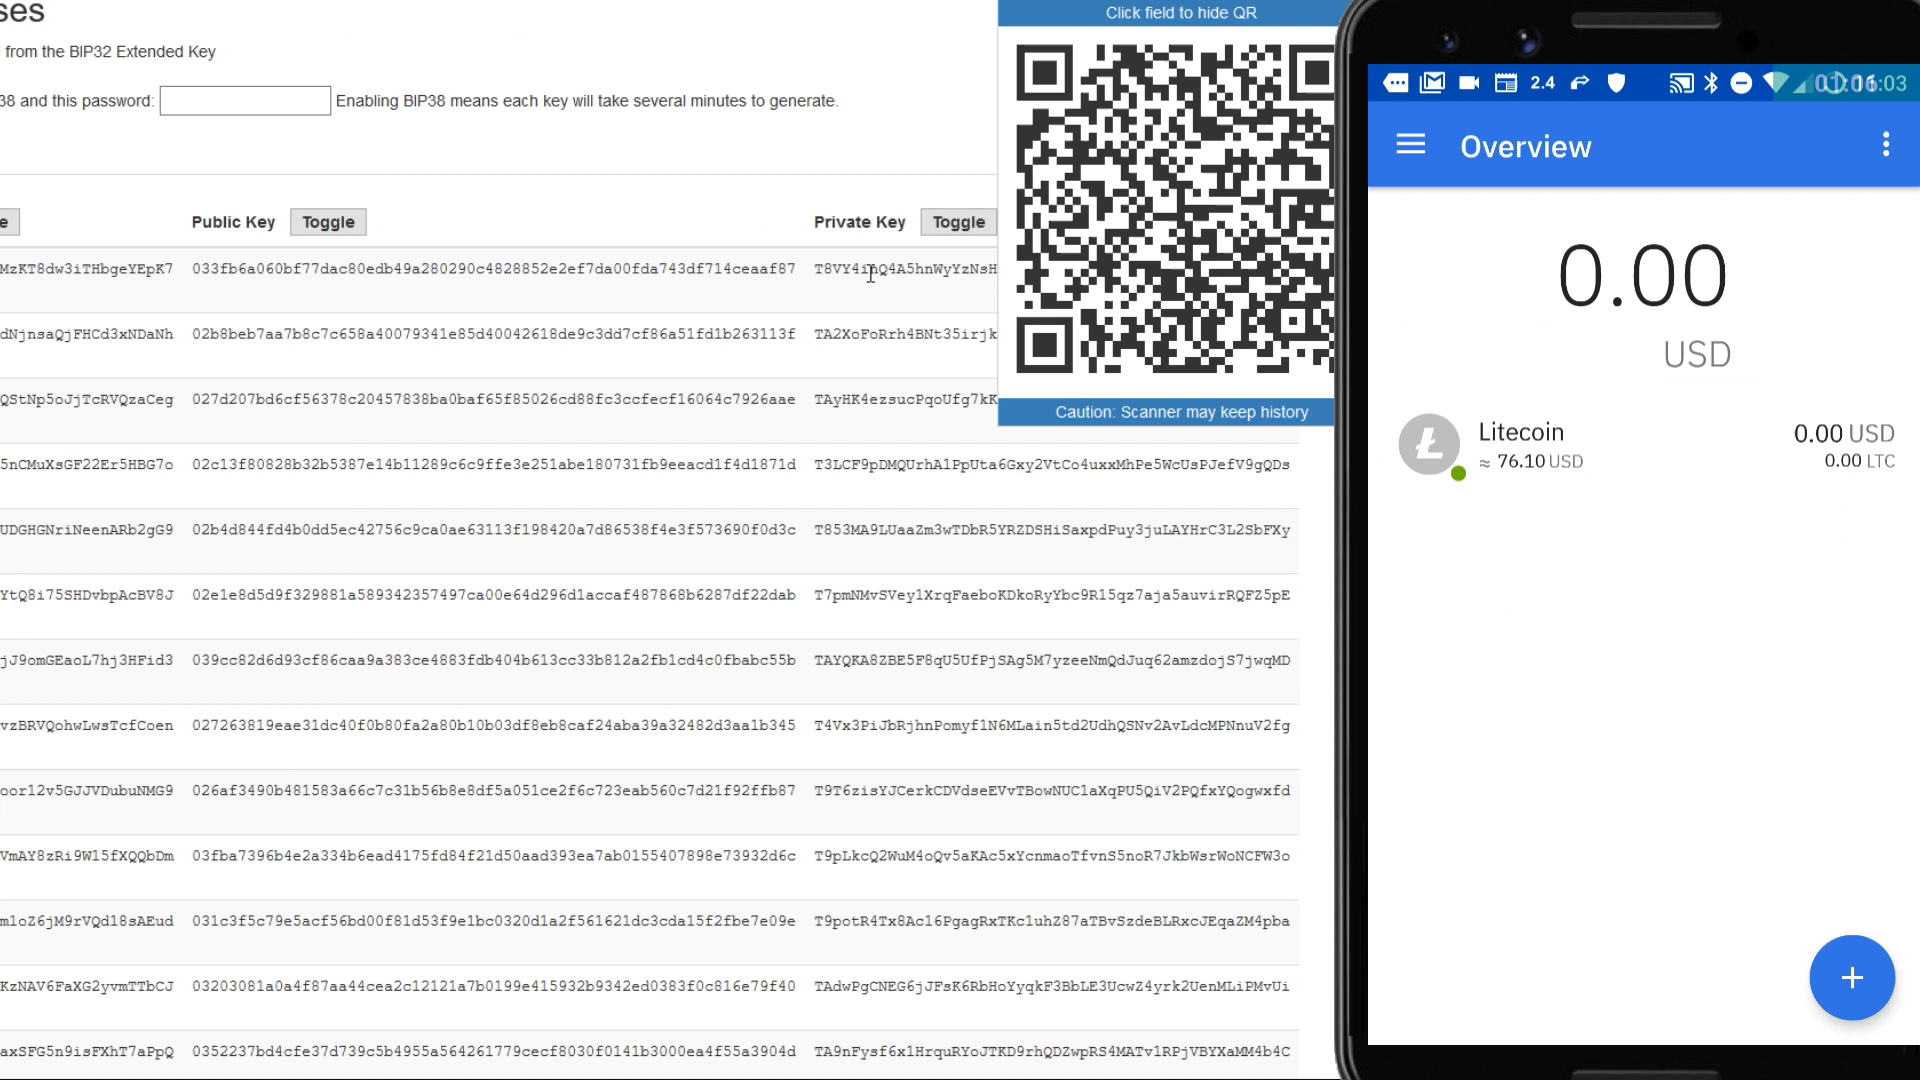 ses
from the BIP32 Extended Key
38 and this password: Enabling BIP38 means each key will take several minutes to generate.
e Public Key Toggle Private Key Toggle
MzKT8dw3iTHbgeYEpK7 033fb6a060bf77dac80edb49a280290c4828852e2ef7da00fda743df714ceaaf87
dNjnsaQjFHCd3xNDaNh 02b8beb7aa7b8c7c658a40079341e85d40042618de9c3dd7cf86a51fd1b263113f TA2XoFoRrh4BNt35irjk
QStNp5oJjTcRVQzaCeg 027d207bd6cf56378c20457838ba0baf65f85026cd88fc3ccfecf16064c7926aae TAyHK4ezsucPqoUfg7kK
5nCMuXsGF22Er5HBG7o 02c13f80828b32b5387e14b11289c6c9ffe3e251abe180731fb9eeacd1f4d1871d T3LCF9pDMQUrhA1PpUta6Gxy2VtCo4uxxMhPe5WcUsPJefV9gQDs
UDGHGNriNeenARb2gG9 02b4d844fd4b0dd5ec42756c9ca0ae63113f198420a7d86538f4e3f573690f0d3c T853MA9LUaaZm3wTDbR5YRZDSHiSaxpdPuy3juLAYHrC3L2SbFXy
YtQ8i75SHDvbpAcBV8J 02e1e8d5d9f329881a589342357497ca00e64d296d1accaf487868b6287df22dab T7pmNMvSVey1XrqFaeboKDkoRyYbc9R15qz7aja5auvirRQFZ5pE
jJ9omGEaoL7hj3HFid3 039cc82d6d93cf86caa9a383ce4883fdb404b613cc33b812a2fb1cd4c0fbabc55b TAYQKA8ZBE5F8qU5UfPjSAg5M7yzeeNmQdJuq62amzdojS7jwqMD
vzBRVQohwLwsTcfCoen 027263819eae31dc40f0b80fa2a80b10b03df8eb8caf24aba39a32482d3aa1b345 T4Vx3PiJbRjhnPomyf1N6MLain5td2UdhQSNv2AvLdcMPNnuV2fg
oor12v5GJJVDubuNMG9 026af3490b481583a66c7c31b56b8e8df5a051ce2f6c723eab560c7d21f92ffb87 T9T6zisYJCerkCDVdseEVvTBowNUC1aXqPU5QiV2PQfxYQogwxfd
VmAY8zRi9W15fXQQbDm 03fba7396b4e2a334b6ead4175fd84f21d50aad393ea7ab0155407898e73932d6c T9pLkcQ2WuM4oQv5aKAc5xYcnmaoTfvnS5noR7JkbWsrWoNCFW3o
m1oZ6jM9rVQd18sAEud 031c3f5c79e5acf56bd00f81d53f9e1bc0320d1a2f561621dc3cda15f2fbe7e09e T9potR4Tx8Ac16PgagRxTKc1uhZ87aTBvSzdeBLRxcJEqaZM4pba
KzNAV6FaXG2yvmTTbCJ 03203081a0a4f87aa44cea2c12121a7b0199e415932b9342ed0383f0c816e79f40 TAdwPgCNEG6jJFsK6RbHoYyqkF3BbLE3UcwZ4yrk2UenMLiPMvUi
axSFG5n9isFXhT7aPpQ 0352237bd4cfe37d739c5b4955a564261779cecf8030f0141b3000ea4f55a3904d TA9nFysf6x1HrquRYoJTKD9rhQDZwpRS4MATv1RPjVBYXaMM4b4C
Click field to hide QR
Caution: Scanner may keep history
2.4
Overview
0.00
USD
Litecoin 0.00 USD
≈ 76.10 USD 0.00 LTC